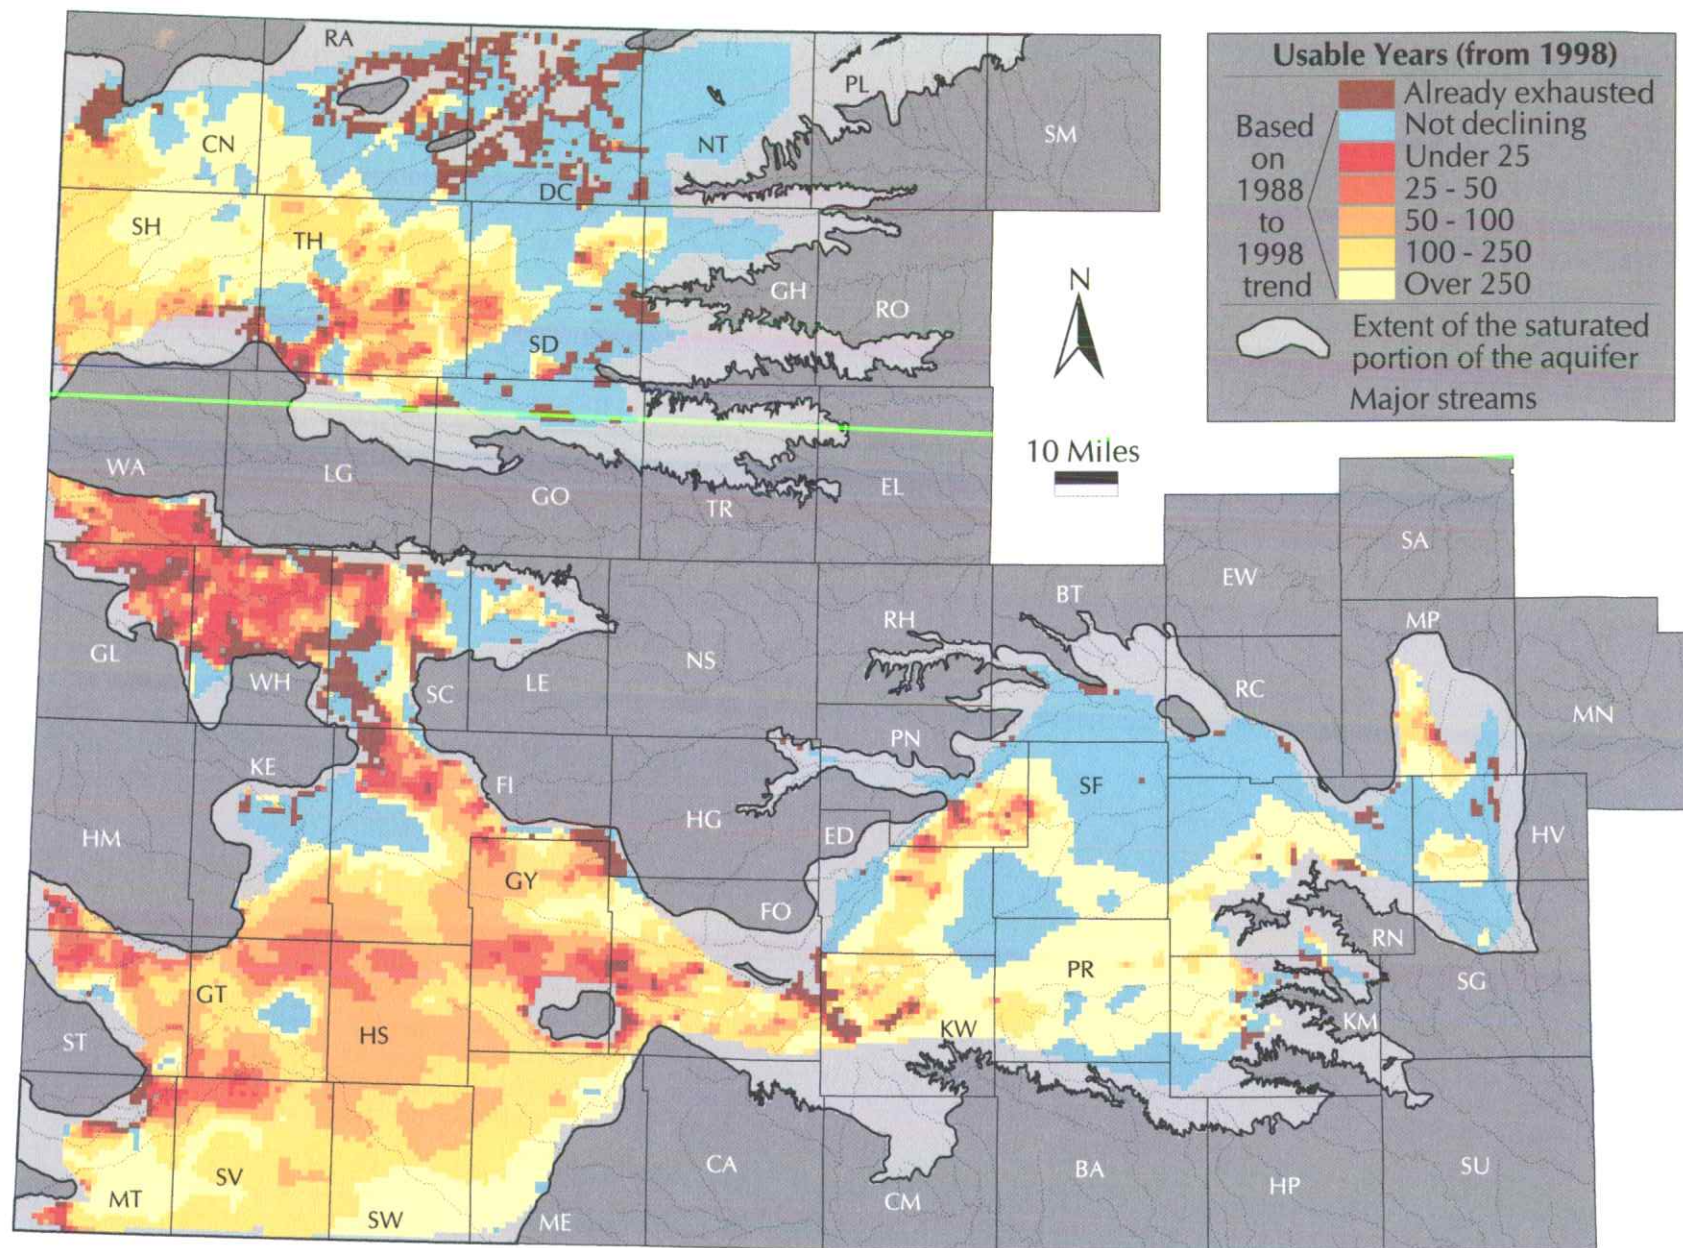 Usable Years (from 1998)
Already exhausted
Based
on
1988
to
1998
trend
Not declining
Under 25
25 - 50
50 - 100
100 - 250
Over 250
Extent of the saturated
portion of the aquifer
Major streams
N
10 Miles
RA
PL
CN
NT
SM
DC
SH
TH
GH
RO
SD
WA
LG
GO
TR
EL
SA
EW
BT
RH
MP
GL
WH
SC
LE
NS
RC
MN
PN
KE
FI
SF
HM
HG
ED
HV
GY
FO
RN
GT
PR
SG
ST
HS
KW
KM
CA
BA
SU
MT
SV
SW
ME
CM
HP